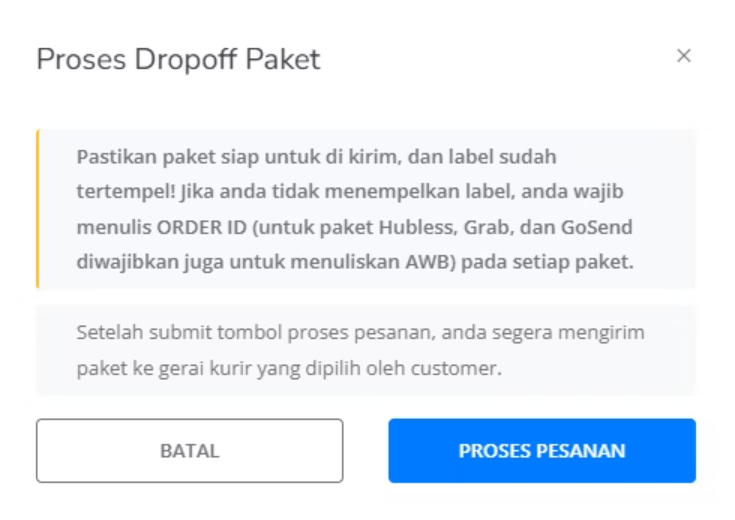 Proses Dropoff Paket
×
Pastikan paket siap untuk di kirim, dan label sudah
tertempel! Jika anda tidak menempelkan label, anda wajib
menulis ORDER ID (untuk paket Hubless, Grab, dan GoSend
diwajibkan juga untuk menuliskan AWB) pada setiap paket.
Setelah submit tombol proses pesanan, anda segera mengirim
paket ke gerai kurir yang dipilih oleh customer.
BATAL
PROSES PESANAN